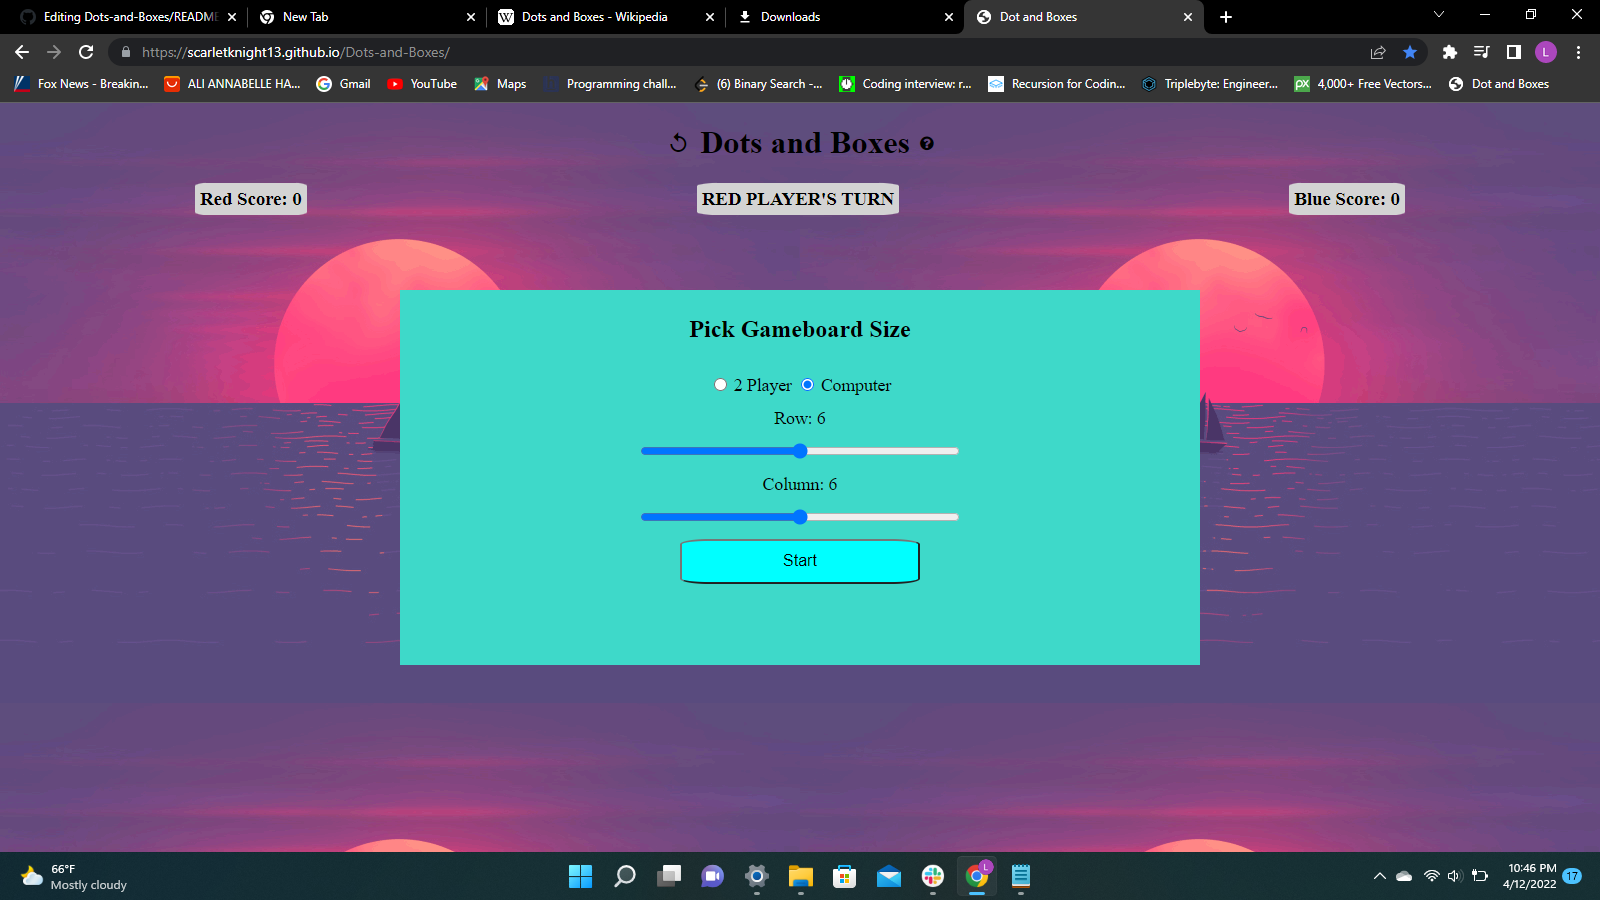 Editing Dots-and-Boxes/README
New Tab
Dots and Boxes - Wikipedia
Downloads
Dot and Boxes
https://scarletknight13.github.io/Dots-and-Boxes/
L
Fox News - Breakin...
ALI ANNABELLE HA...
Gmail
YouTube
Maps
Programming chall...
(6) Binary Search -...
Coding interview: r...
Recursion for Codin...
Triplebyte: Engineer...
px
4,000+ Free Vectors...
Dot and Boxes
Dots and Boxes ?
Red Score: 0
RED PLAYER'S TURN
Blue Score: 0
Pick Gameboard Size
2 Player Computer
Row: 6
Column: 6
Start
66°F
Mostly cloudy
L
10:46 PM
4/12/2022
17